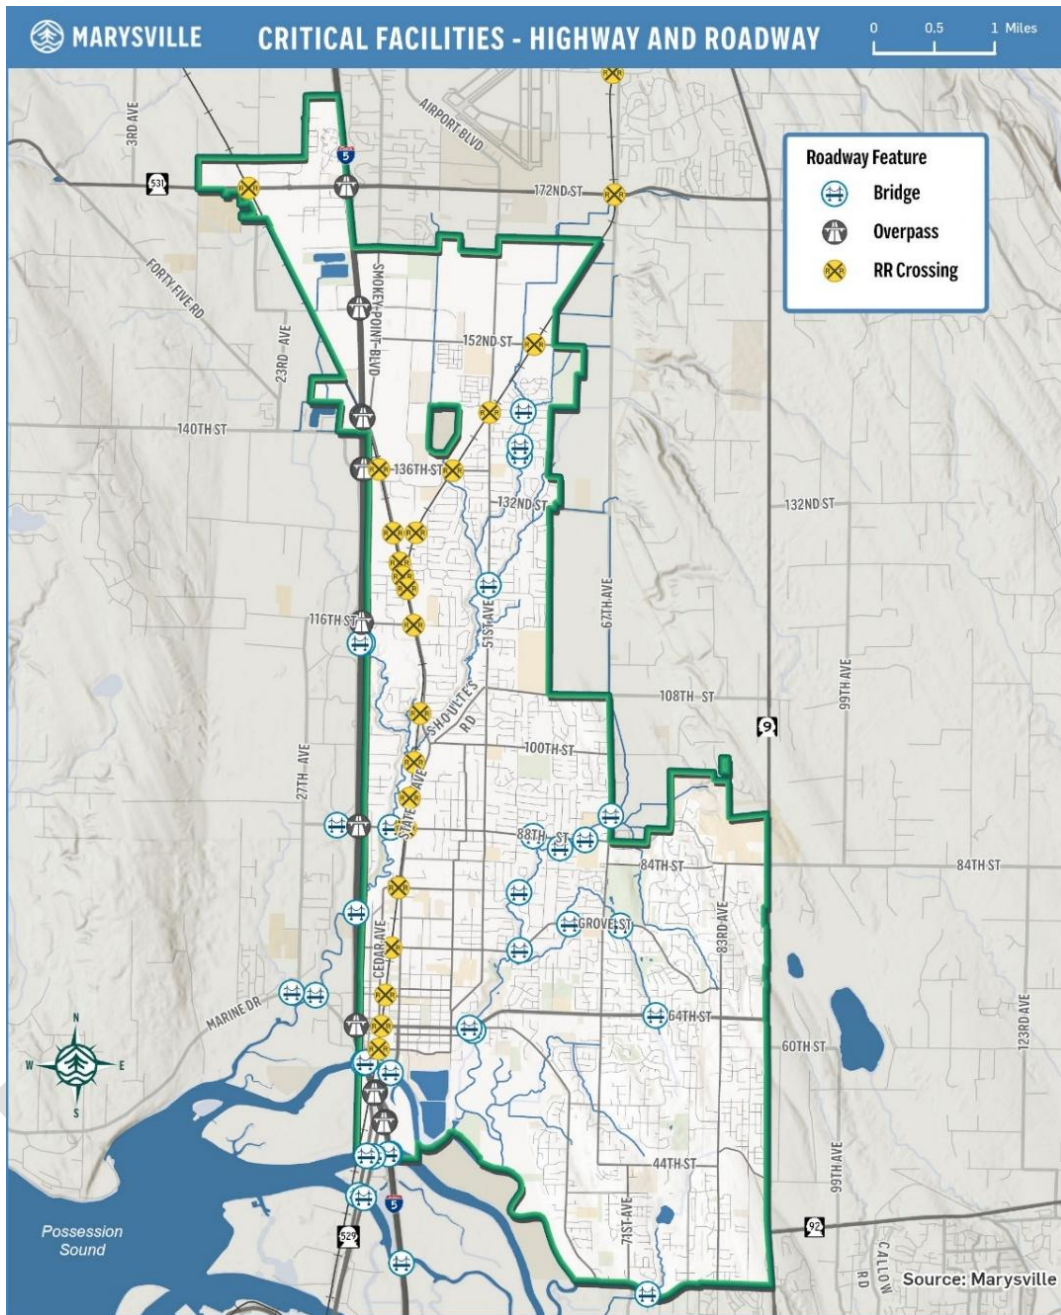 MARYSVILLE
CRITICAL FACILITIES - HIGHWAY AND ROADWAY
0 0.5 1 Miles
Roadway Feature
Bridge
Overpass
RR Crossing
3RD AVE
AIRPORT BLVD
5
531
172ND ST
FORTY FIVE RD
SMOKEY-POINT-BLVD
23RD AVE
152ND ST
140TH ST
136TH ST
132ND ST
132ND ST
67TH AVE
116TH ST
51ST AVE
99TH AVE
108TH ST
SHOULTES RD
9
100TH ST
27TH AVE
STATE AVE
88TH ST
84TH ST
84TH ST
GROVE ST
83RD AVE
CEDAR AVE
MARINE DR
64TH ST
123RD AVE
60TH ST
N
W E
S
44TH ST
99TH AVE
71ST AVE
5
529
92
Possession
Sound
CALLOW
RD
Source: Marysville